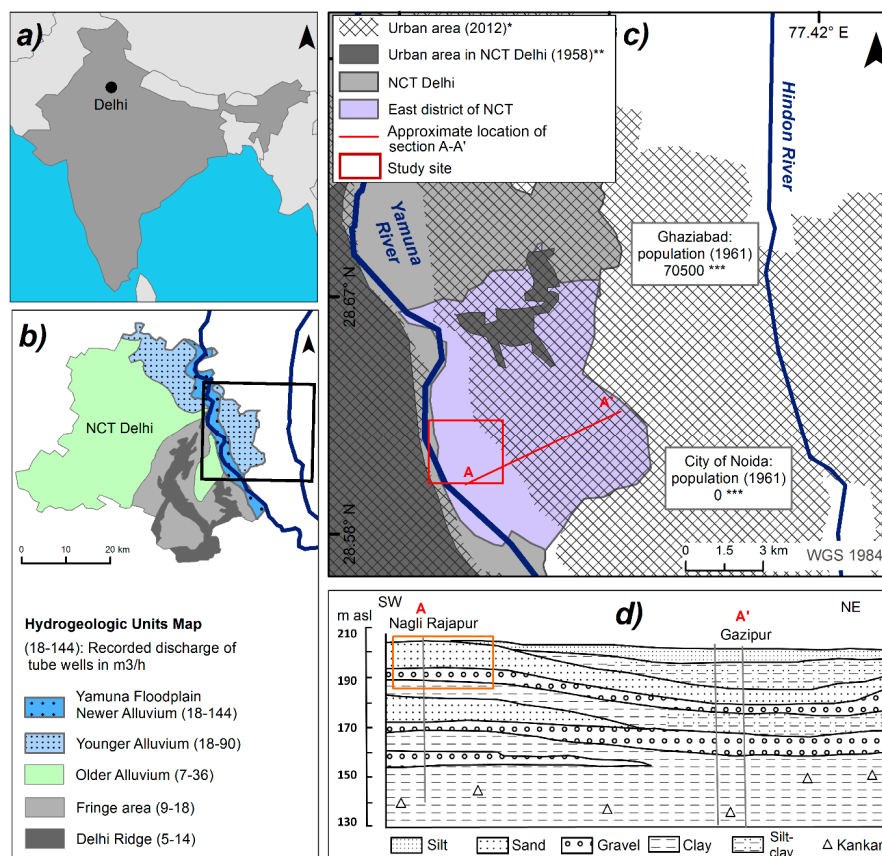 a)
Delhi
Urban area (2012)*
Urban area in NCT Delhi (1958)**
NCT Delhi
East district of NCT
Approximate location of
section A-A'
Study site
c)
77.42° E
Hindon River
Yamuna
River
28.67° N
28.58° N
Ghaziabad:
population (1961)
70500 ***
A'
A
City of Noida:
population (1961)
0 ***
0 1.5 3 km
WGS 1984
b)
NCT Delhi
0 10 20 km
Hydrogeologic Units Map
(18-144): Recorded discharge of
tube wells in m3/h
Yamuna Floodplain
Newer Alluvium (18-144)
Younger Alluvium (18-90)
Older Alluvium (7-36)
Fringe area (9-18)
Delhi Ridge (5-14)
d)
SW
NE
m asl
A
A'
Nagli Rajapur
Gazipur
210
190
170
150
130
Silt
Sand
Gravel
Clay
Silt-
clay
Kankar